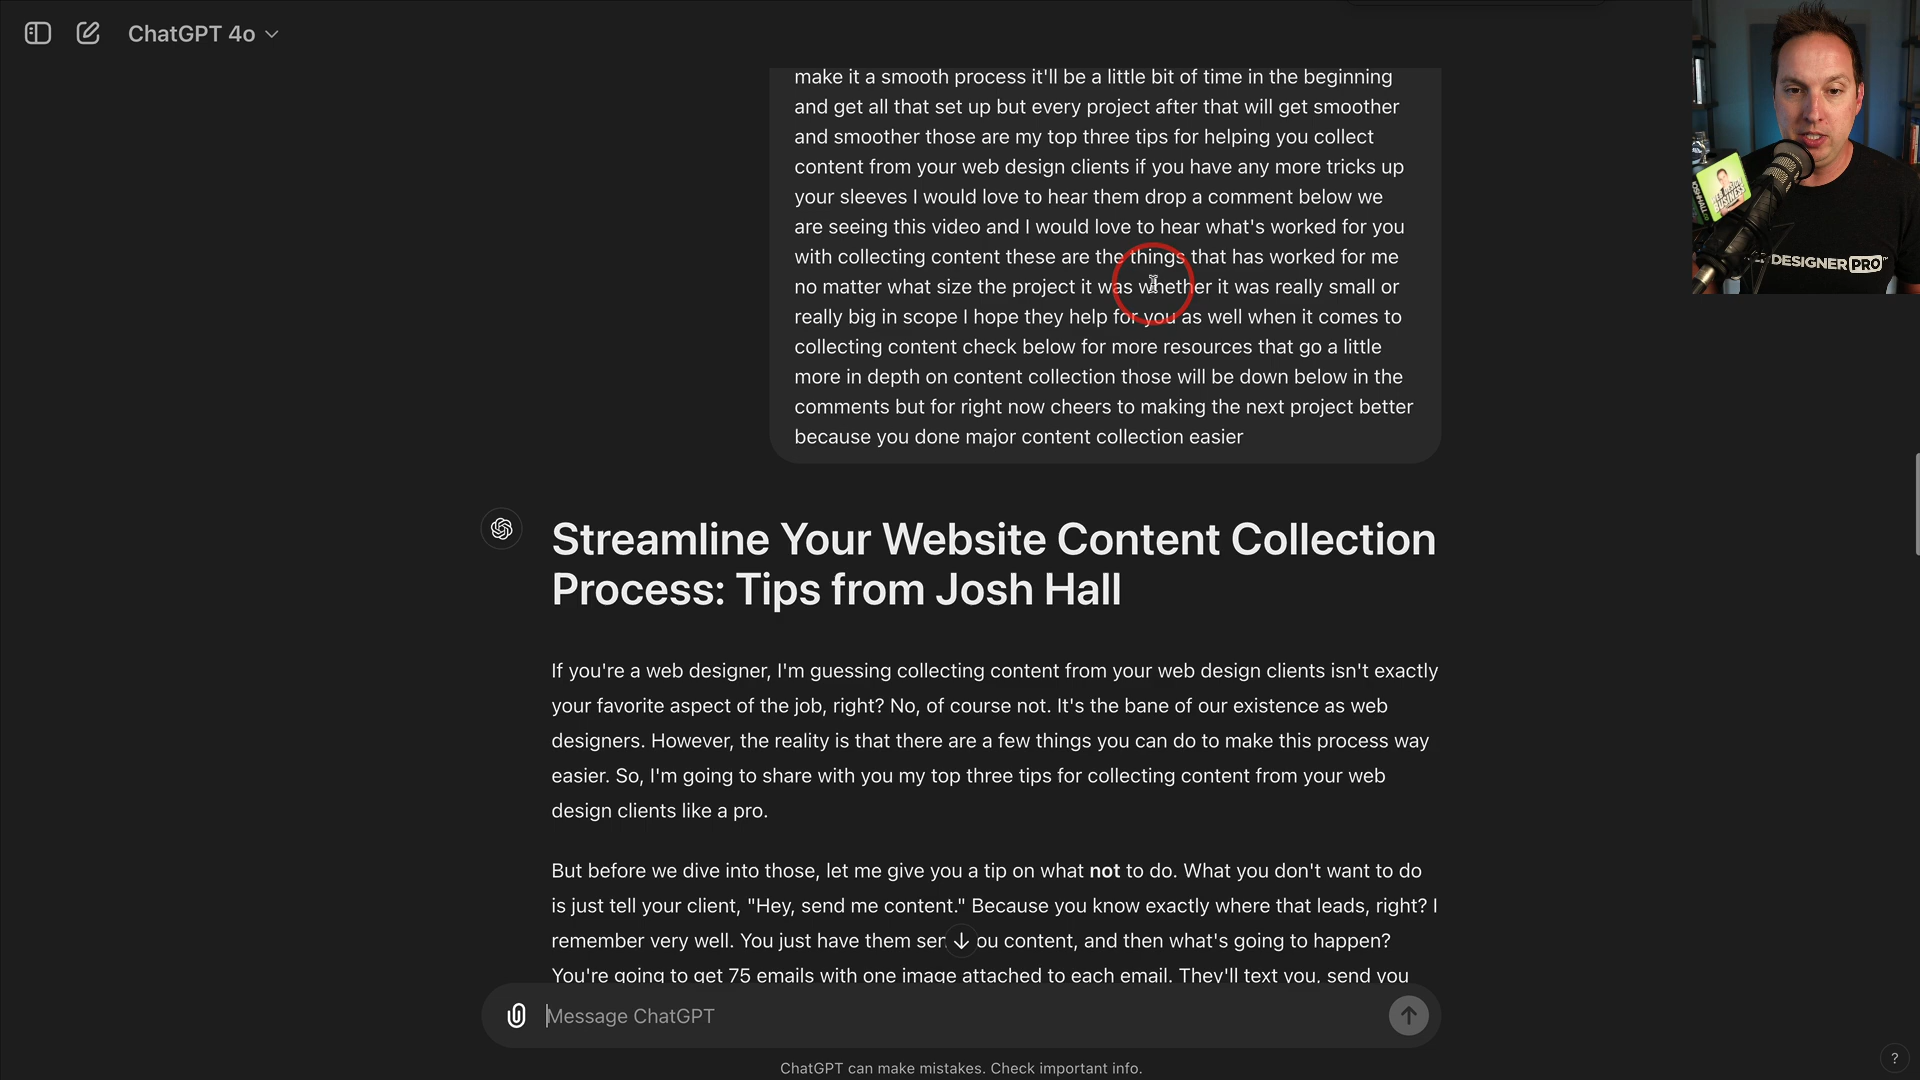 ChatGPT 4o
make it a smooth process it'll be a little bit of time in the beginning
and get all that set up but every project after that will get smoother
and smoother those are my top three tips for helping you collect
content from your web design clients if you have any more tricks up
your sleeves I would love to hear them drop a comment below we
are seeing this video and I would love to hear what's worked for you
with collecting content these are the things that has worked for me
no matter what size the project it was whether it was really small or
really big in scope I hope they help for you as well when it comes to
collecting content check below for more resources that go a little
more in depth on content collection those will be down below in the
comments but for right now cheers to making the next project better
because you done major content collection easier
DESIGNER PRO
Streamline Your Website Content Collection
Process: Tips from Josh Hall
If you're a web designer, I'm guessing collecting content from your web design clients isn't exactly
your favorite aspect of the job, right? No, of course not. It's the bane of our existence as web
designers. However, the reality is that there are a few things you can do to make this process way
easier. So, I'm going to share with you my top three tips for collecting content from your web
design clients like a pro.
But before we dive into those, let me give you a tip on what not to do. What you don't want to do
is just tell your client, "Hey, send me content." Because you know exactly where that leads, right? I
remember very well. You just have them sen ou content, and then what's going to happen?
You're going to get 75 emails with one image attached to each email. They'll text you, send you
Message ChatGPT
ChatGPT can make mistakes. Check important info.
?